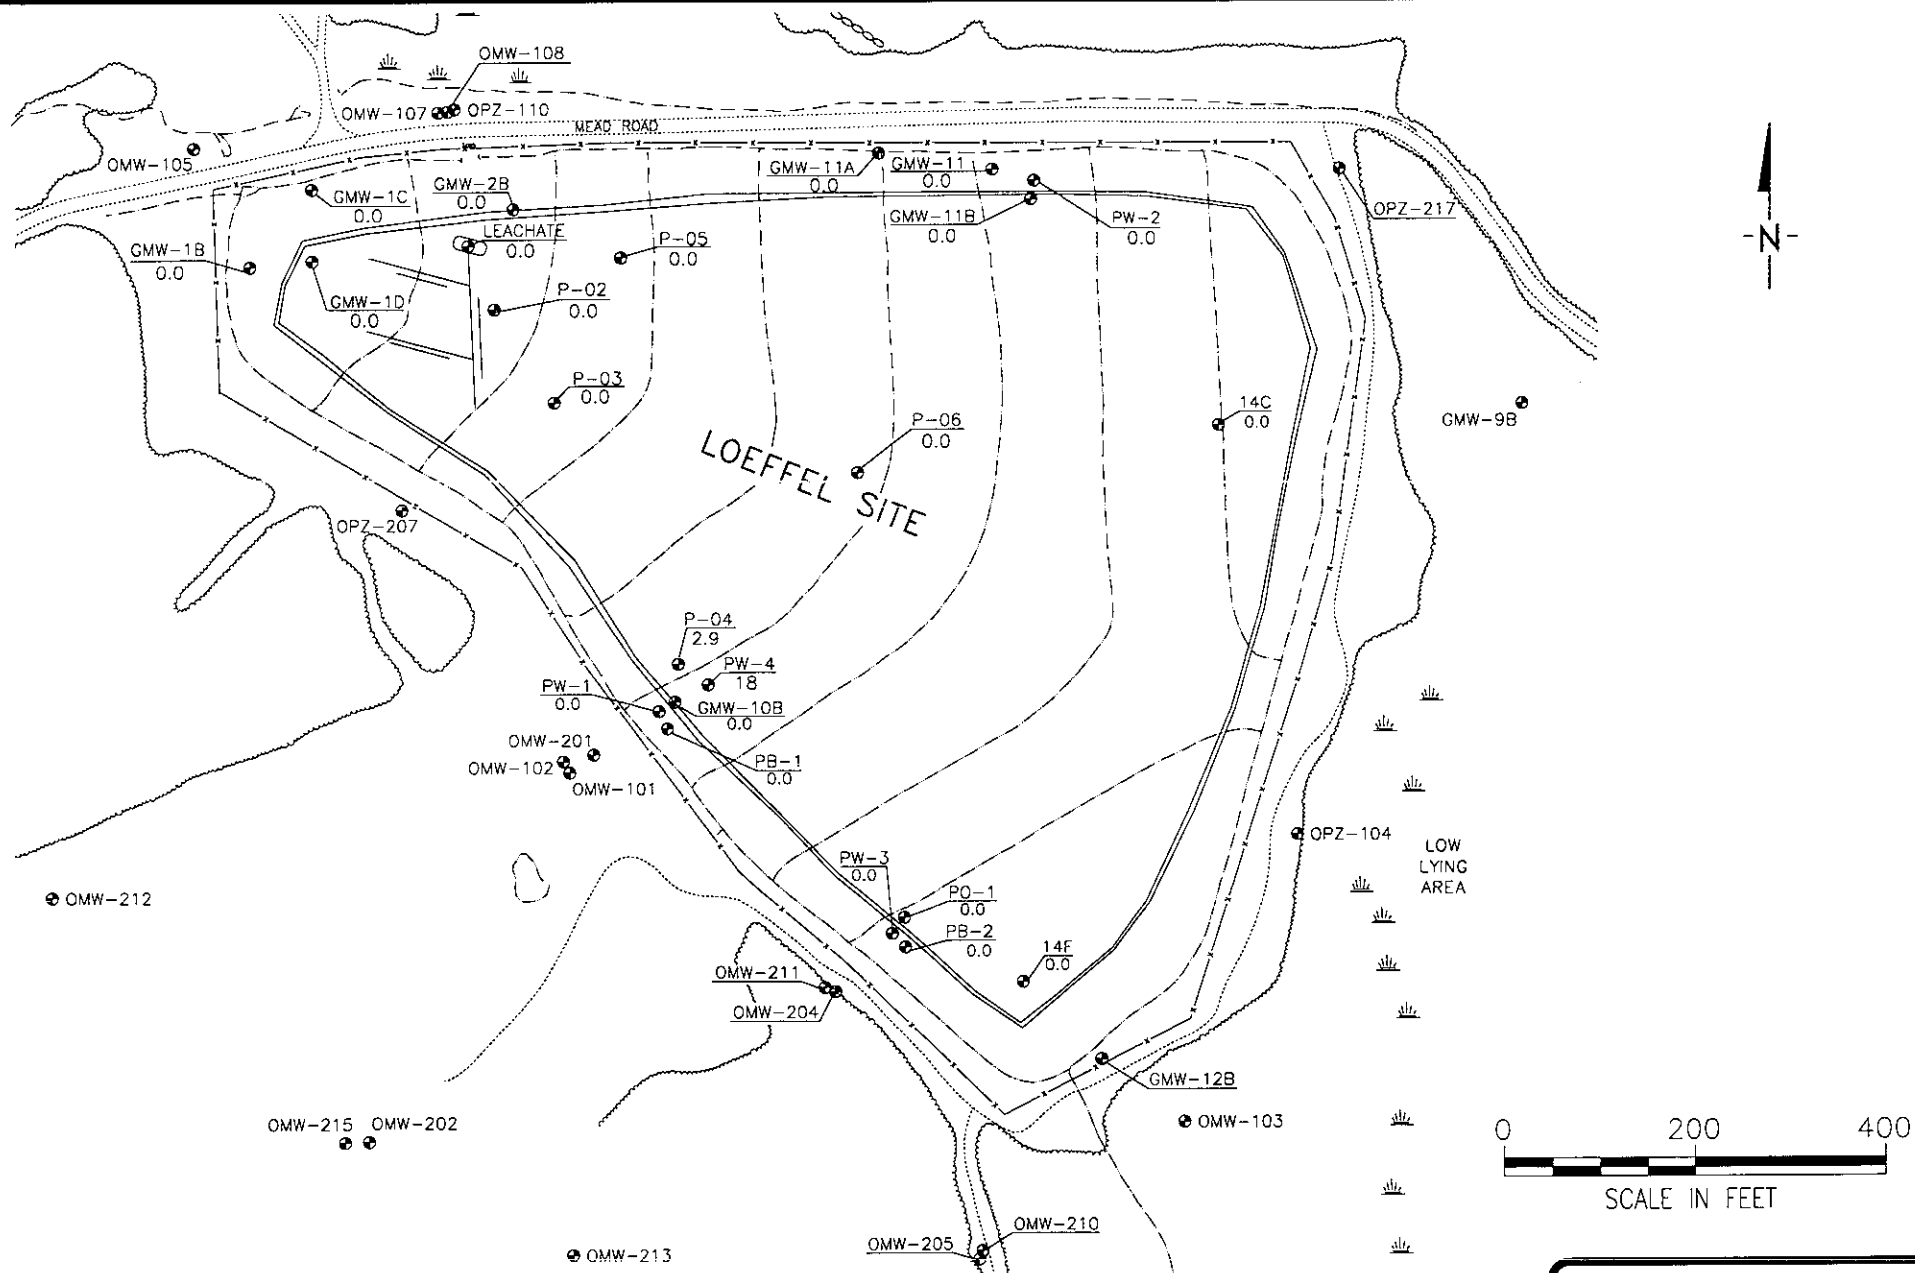 OMW-108
OMW-107
OPZ-110
MEAD ROAD
OMW-105
GMW-11A
0.0
GMW-11
0.0
GMW-1C
0.0
GMW-2B
0.0
GMW-11B
0.0
PW-2
0.0
OPZ-217
-N-
LEACHATE
0.0
P-05
0.0
GMW-1B
0.0
GMW-1D
0.0
P-02
0.0
P-03
0.0
P-06
0.0
14C
0.0
GMW-9B
LOEFFEL SITE
OPZ-207
P-04
2.9
PW-4
18
PW-1
0.0
GMW-10B
0.0
OMW-201
OMW-102
OMW-101
PB-1
0.0
OPZ-104
LOW
LYING
AREA
PW-3
0.0
PO-1
0.0
PB-2
0.0
OMW-212
14F
0.0
OMW-211
OMW-204
GMW-12B
OMW-215
OMW-202
OMW-103
0 200 400
SCALE IN FEET
OMW-210
OMW-205
OMW-213